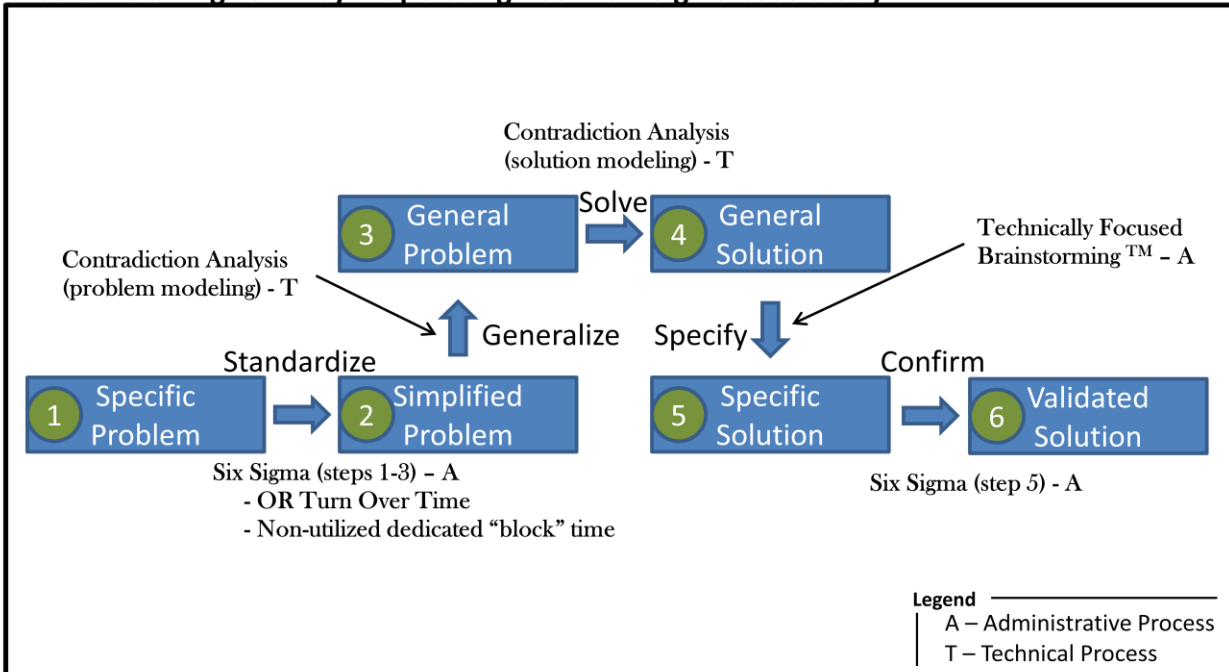 Contradiction Analysis
(solution modeling) - T
Solve
3
General
Problem
4
General
Solution
Technically Focused
Brainstorming ™ – A
Contradiction Analysis
(problem modeling) - T
Generalize
Specify
Standardize
Confirm
1
Specific
Problem
2
Simplified
Problem
5
Specific
Solution
6
Validated
Solution
Six Sigma (steps 1-3) – A
- OR Turn Over Time
- Non-utilized dedicated “block” time
Six Sigma (step 5) - A
Legend
A – Administrative Process
T – Technical Process